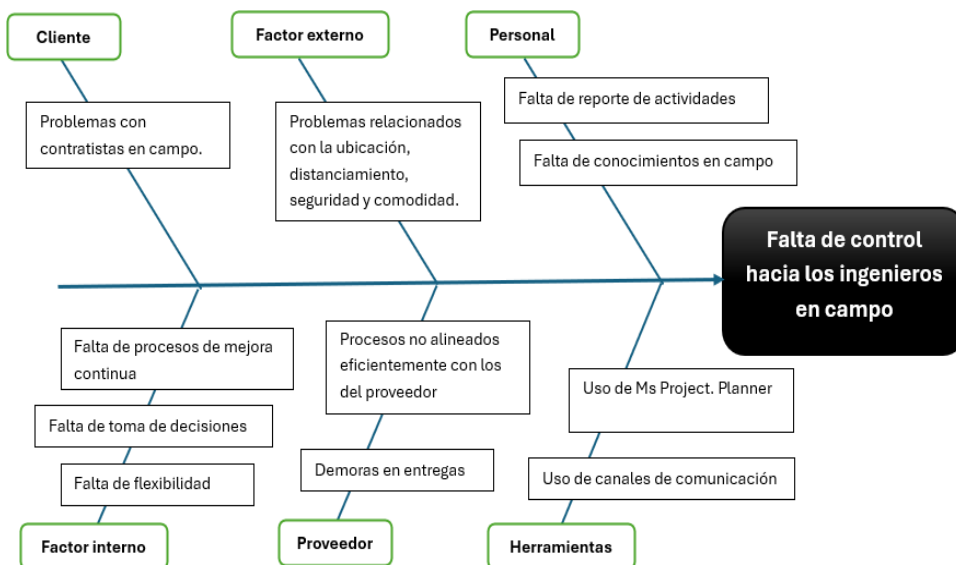 Cliente
Factor externo
Personal
Problemas con
contratistas en campo.
Problemas relacionados
con la ubicación,
distanciamiento,
seguridad y comodidad.
Falta de reporte de actividades
Falta de conocimientos en campo
Falta de control
hacia los ingenieros
en campo
Falta de procesos de mejora
continua
Falta de toma de decisiones
Falta de flexibilidad
Procesos no alineados
eficientemente con los
del proveedor
Demoras en entregas
Uso de Ms Project. Planner
Uso de canales de comunicación
Factor interno
Proveedor
Herramientas